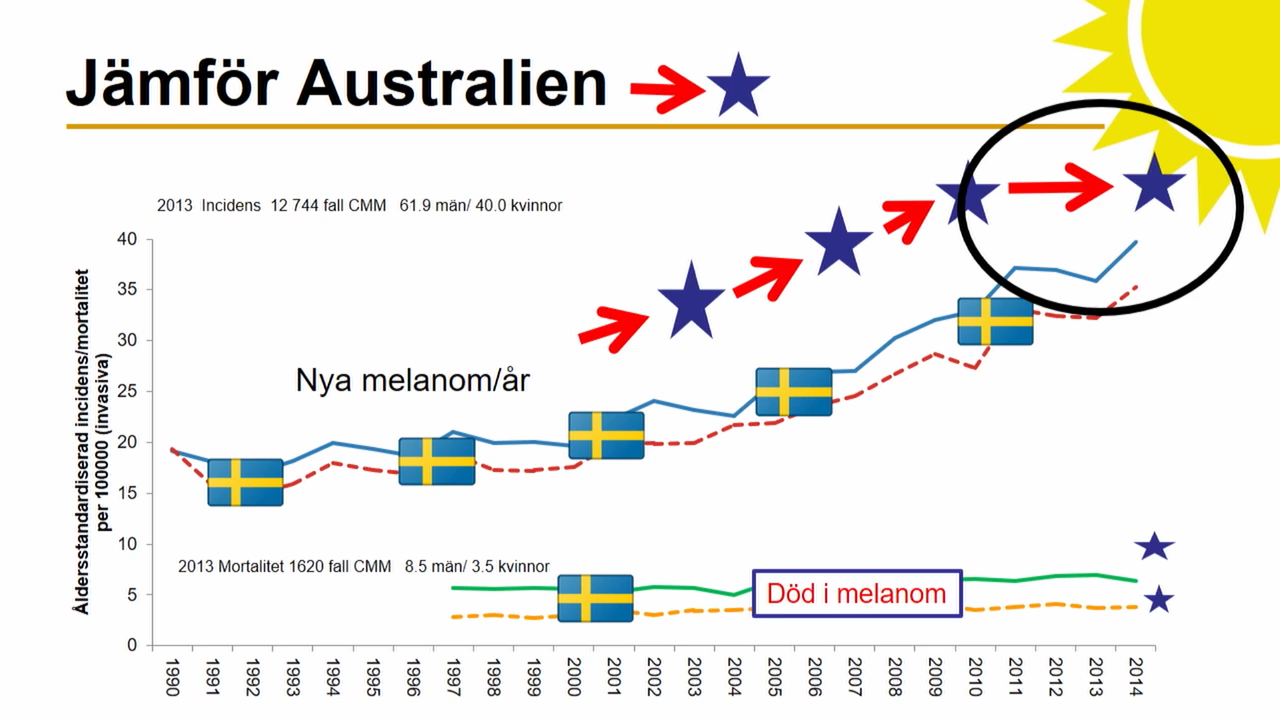 Jämför Australien
2013 Incidens 12 744 fall CMM 61.9 män/ 40.0 kvinnor
Åldersstandardiserad incidens/mortalitet
per 100000 (invasiva)
40
35
30
25
20
15
10
5
0
Nya melanom/år
2013 Mortalitet 1620 fall CMM 8.5 män/ 3.5 kvinnor
Död i melanom
1990 1991 1992 1993 1994 1995 1996 1997 1998 1999 2000 2001 2002 2003 2004 2005 2006 2007 2008 2009 2010 2011 2012 2013 2014